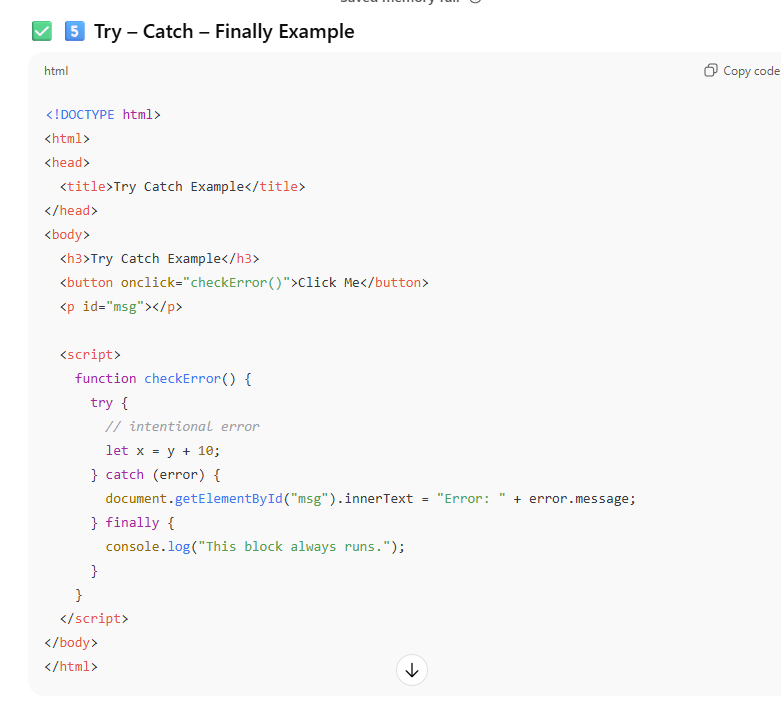 Saved memory full
5 Try – Catch – Finally Example
html Copy code
<!DOCTYPE html>
<html>
<head>
  <title>Try Catch Example</title>
</head>
<body>
  <h3>Try Catch Example</h3>
  <button onclick="checkError()">Click Me</button>
  <p id="msg"></p>

  <script>
    function checkError() {
      try {
        // intentional error
        let x = y + 10;
      } catch (error) {
        document.getElementById("msg").innerText = "Error: " + error.message;
      } finally {
        console.log("This block always runs.");
      }
    }
  </script>
</body>
</html>